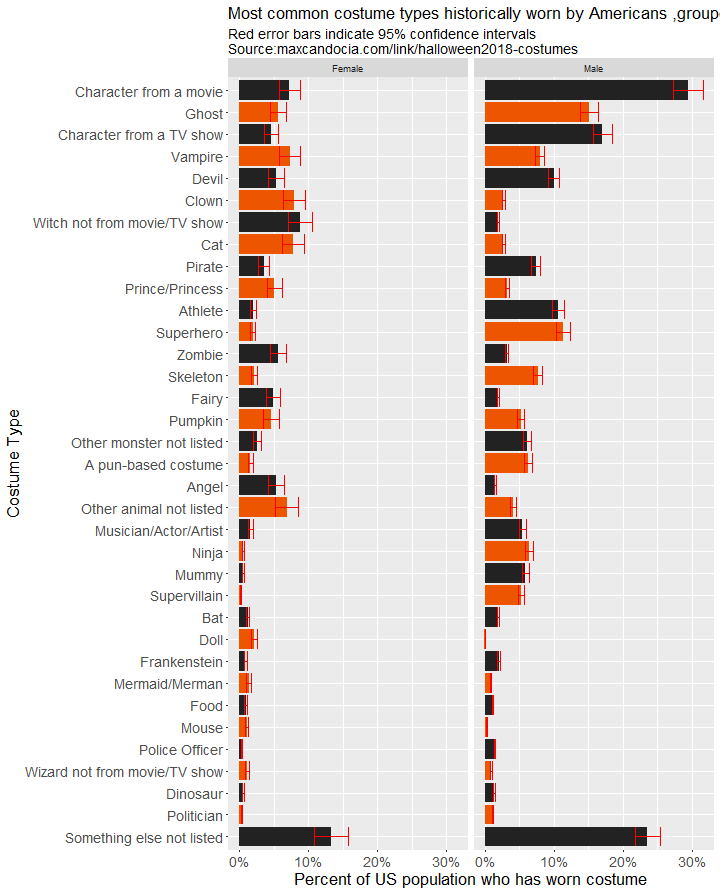 Most common costume types historically worn by Americans ,groupe
Red error bars indicate 95% confidence intervals
Source:maxcandocia.com/link/halloween2018-costumes
Female Male
Character from a movie
Ghost
Character from a TV show
Vampire
Devil
Clown
Witch not from movie/TV show
Cat
Pirate
Prince/Princess
Athlete
Superhero
Zombie
Skeleton
Fairy
Pumpkin
Other monster not listed
A pun-based costume
Angel
Other animal not listed
Musician/Actor/Artist
Ninja
Mummy
Supervillain
Bat
Doll
Frankenstein
Mermaid/Merman
Food
Mouse
Police Officer
Wizard not from movie/TV show
Dinosaur
Politician
Something else not listed
Costume Type
0% 10% 20% 30% 0% 10% 20% 30%
Percent of US population who has worn costume